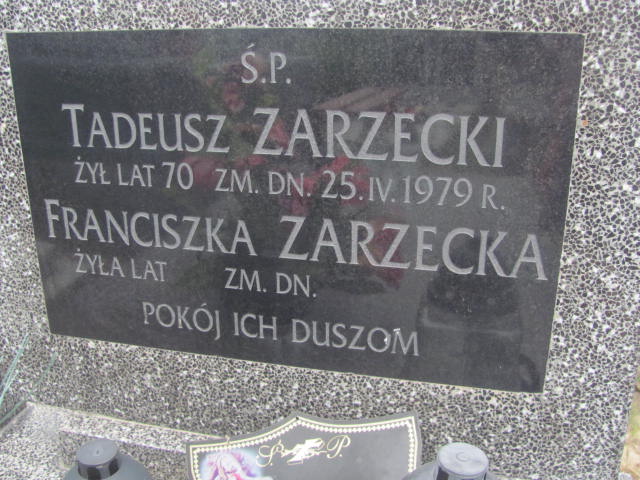 Ś.P.
TADEUSZ ZARZECKI
ŻYŁ LAT 70 ZM. DN. 25.IV.1979 R.
FRANCISZKA ZARZECKA
ŻYŁA LAT ZM. DN.
POKÓJ ICH DUSZOM
Ś. P.